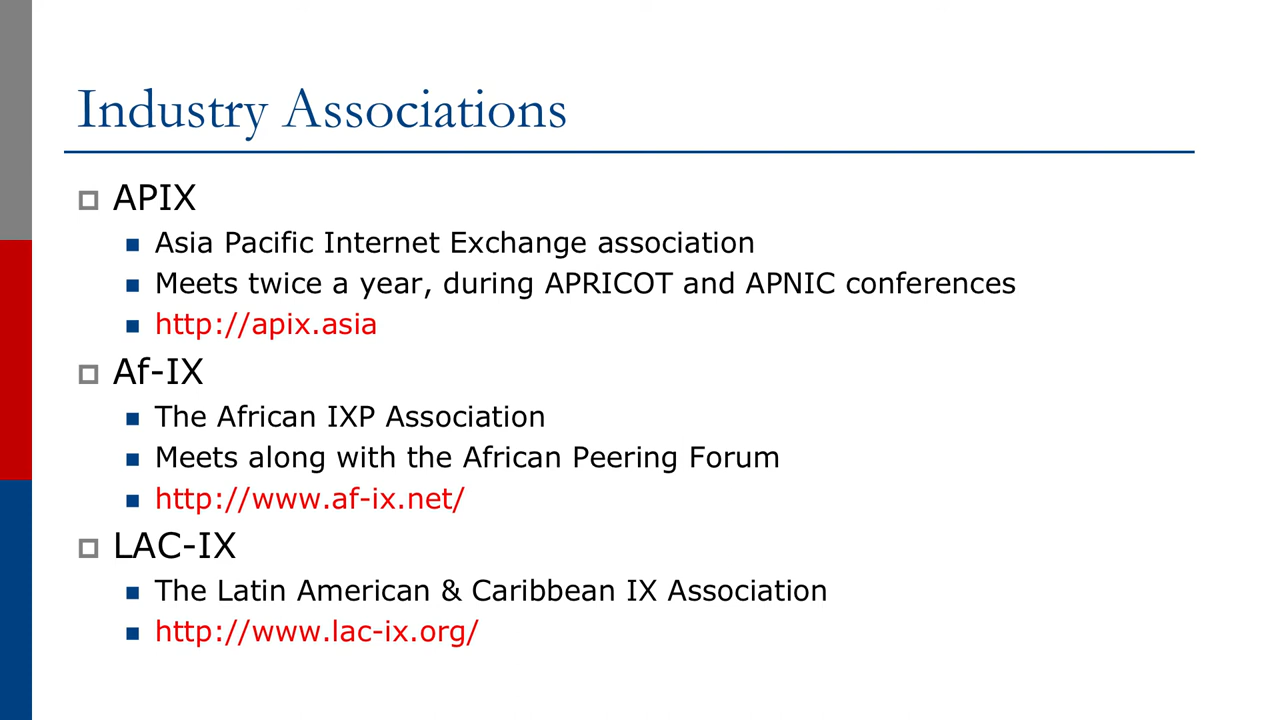 Industry Associations
APIX
Asia Pacific Internet Exchange association
Meets twice a year, during APRICOT and APNIC conferences
http://apix.asia
Af-IX
The African IXP Association
Meets along with the African Peering Forum
http://www.af-ix.net/
LAC-IX
The Latin American & Caribbean IX Association
http://www.lac-ix.org/